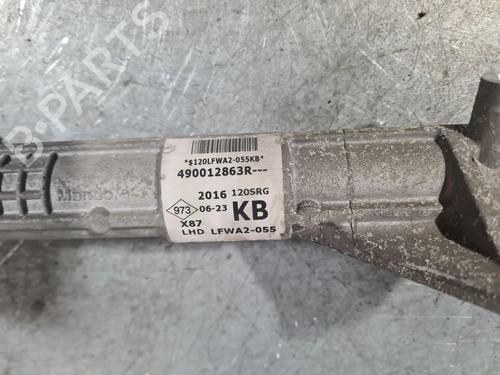 B-PARTS
*$120LFWA2-055KB*
490012863R---
2016 120SRG
973 06-23 KB
X87
LHD LFWA2-055